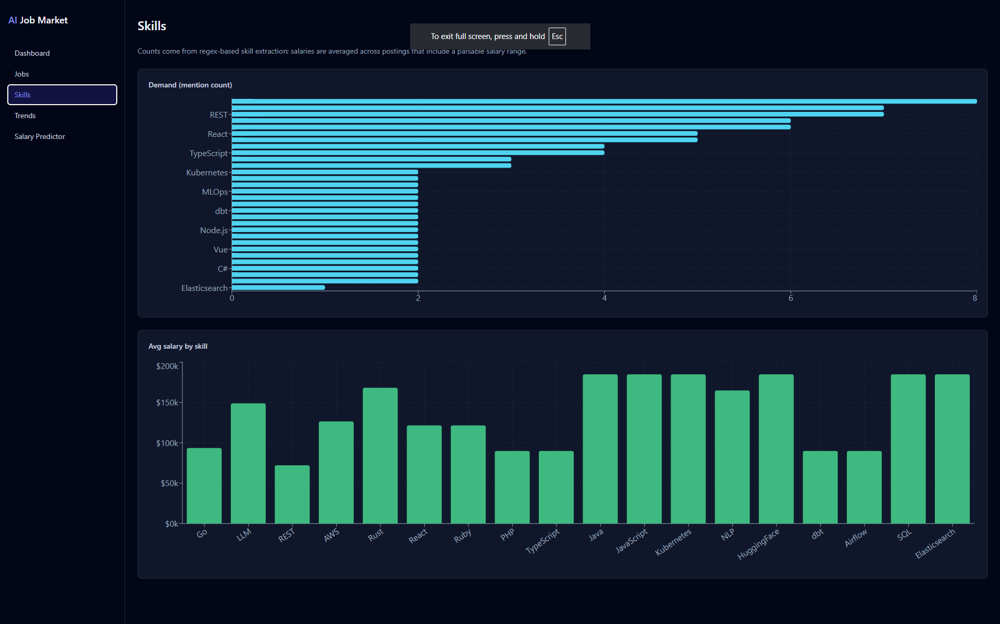 AI Job Market
Dashboard
Jobs
Skills
Trends
Salary Predictor
Skills
To exit full screen, press and hold Esc
Counts come from regex-based skill extraction; salaries are averaged across postings that include a parsable salary range.
Demand (mention count)
REST
React
TypeScript
Kubernetes
MLOps
dbt
Node.js
Vue
C#
Elasticsearch
0 2 4 6 8
Avg salary by skill
$200k
$150k
$100k
$50k
$0k
Go LLM REST AWS Rust React Ruby PHP TypeScript Java JavaScript Kubernetes NLP HuggingFace dbt Airflow SQL Elasticsearch